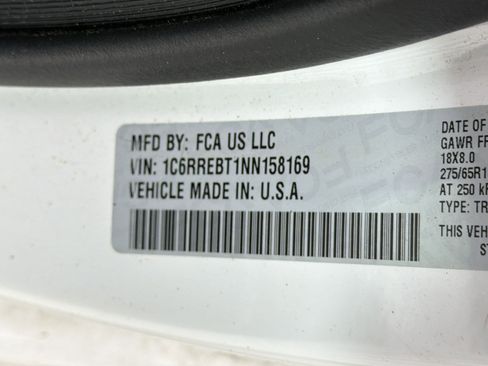 MFD BY: FCA US LLC
VIN: 1C6RREBT1NN158169
VEHICLE MADE IN: U.S.A.
DATE OF
GAWR
18X8.0
275/65R1
AT 250
TYPE: TR
THIS VEH